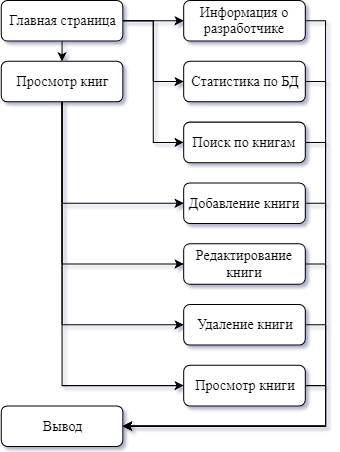 Главная страница
Информация о
разработчике
Просмотр книг
Статистика по БД
Поиск по книгам
Добавление книги
Редактирование
книги
Удаление книги
Просмотр книги
Вывод